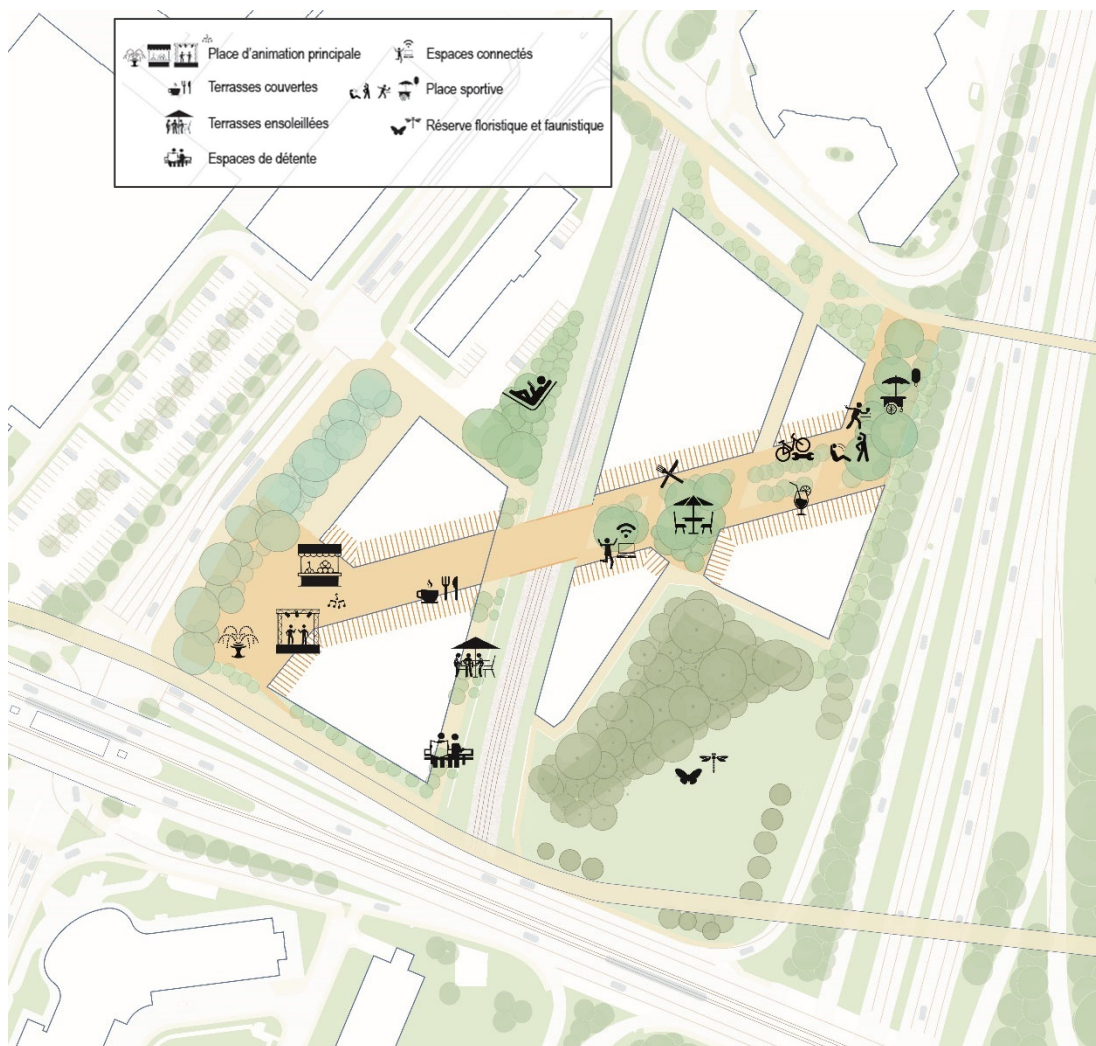 Place d'animation principale
Terrasses couvertes
Terrasses ensoleillées
Espaces de détente
Espaces connectés
Place sportive
Réserve floristique et faunistique